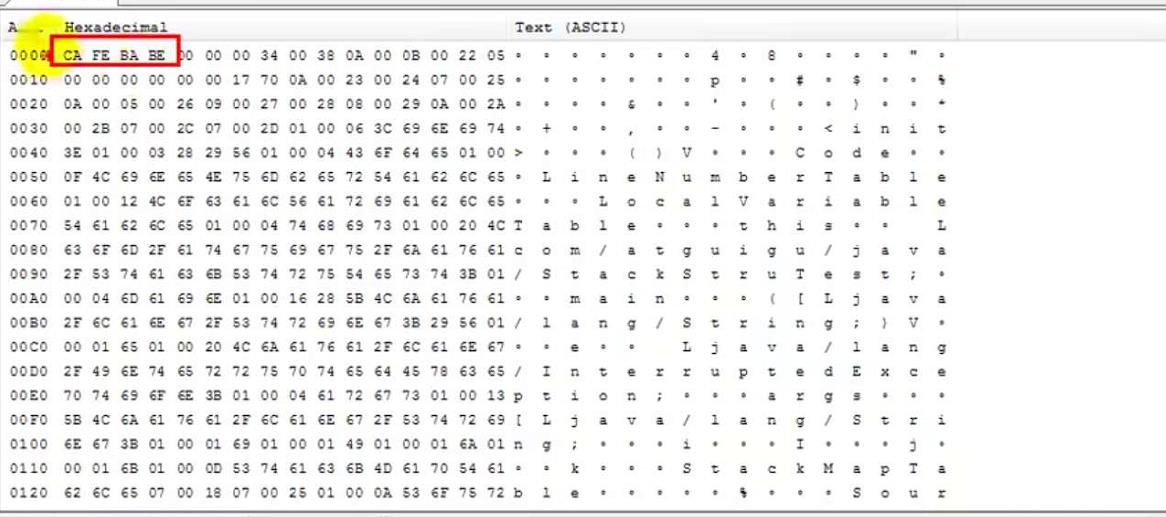 Hexadecimal Text (ASCII)
0000 CA FE BA BE 00 00 00 34 00 38 0A 00 0B 00 22 05 ∘ ∘ ∘ ∘ ∘ ∘ ∘ 4 ∘ 8 ∘ ∘ ∘ ∘ " ∘
0010 00 00 00 00 00 00 17 70 0A 00 23 00 24 07 00 25 ∘ ∘ ∘ ∘ ∘ ∘ ∘ p ∘ ∘ # ∘ $ ∘ ∘ %
0020 0A 00 05 00 26 09 00 27 00 28 08 00 29 0A 00 2A ∘ ∘ ∘ ∘ & ∘ ∘ ' ∘ ( ∘ ∘ ) ∘ ∘ *
0030 00 2B 07 00 2C 07 00 2D 01 00 06 3C 69 6E 69 74 ∘ + ∘ ∘ , ∘ ∘ - ∘ ∘ ∘ < i n i t
0040 3E 01 00 03 28 29 56 01 00 04 43 6F 64 65 01 00 > ∘ ∘ ∘ ( ) V ∘ ∘ ∘ C o d e ∘ ∘
0050 0F 4C 69 6E 65 4E 75 6D 62 65 72 54 61 62 6C 65 ∘ L i n e N u m b e r T a b l e
0060 01 00 12 4C 6F 63 61 6C 56 61 72 69 61 62 6C 65 ∘ ∘ ∘ L o c a l V a r i a b l e
0070 54 61 62 6C 65 01 00 04 74 68 69 73 01 00 20 4C T a b l e ∘ ∘ ∘ t h i s ∘ ∘ L
0080 63 6F 6D 2F 61 74 67 75 69 67 75 2F 6A 61 76 61 c o m / a t g u i g u / j a v a
0090 2F 53 74 61 63 6B 53 74 72 75 54 65 73 74 3B 01 / S t a c k S t r u T e s t ; ∘
00A0 00 04 6D 61 69 6E 01 00 16 28 5B 4C 6A 61 76 61 ∘ ∘ m a i n ∘ ∘ ∘ ( [ L j a v a
00B0 2F 6C 61 6E 67 2F 53 74 72 69 6E 67 3B 29 56 01 / l a n g / S t r i n g ; ) V ∘
00C0 00 01 65 01 00 20 4C 6A 61 76 61 2F 6C 61 6E 67 ∘ ∘ e ∘ ∘ L j a v a / l a n g
00D0 2F 49 6E 74 65 72 72 75 70 74 65 64 45 78 63 65 / I n t e r r u p t e d E x c e
00E0 70 74 69 6F 6E 3B 01 00 04 61 72 67 73 01 00 13 p t i o n ; ∘ ∘ ∘ a r g s ∘ ∘ ∘
00F0 5B 4C 6A 61 76 61 2F 6C 61 6E 67 2F 53 74 72 69 [ L j a v a / l a n g / S t r i
0100 6E 67 3B 01 00 01 69 01 00 01 49 01 00 01 6A 01 n g ; ∘ ∘ ∘ i ∘ ∘ ∘ I ∘ ∘ ∘ j ∘
0110 00 01 6B 01 00 0D 53 74 61 63 6B 4D 61 70 54 61 ∘ ∘ k ∘ ∘ ∘ S t a c k M a p T a
0120 62 6C 65 07 00 18 07 00 25 01 00 0A 53 6F 75 72 b l e ∘ ∘ ∘ ∘ ∘ % ∘ ∘ ∘ S o u r